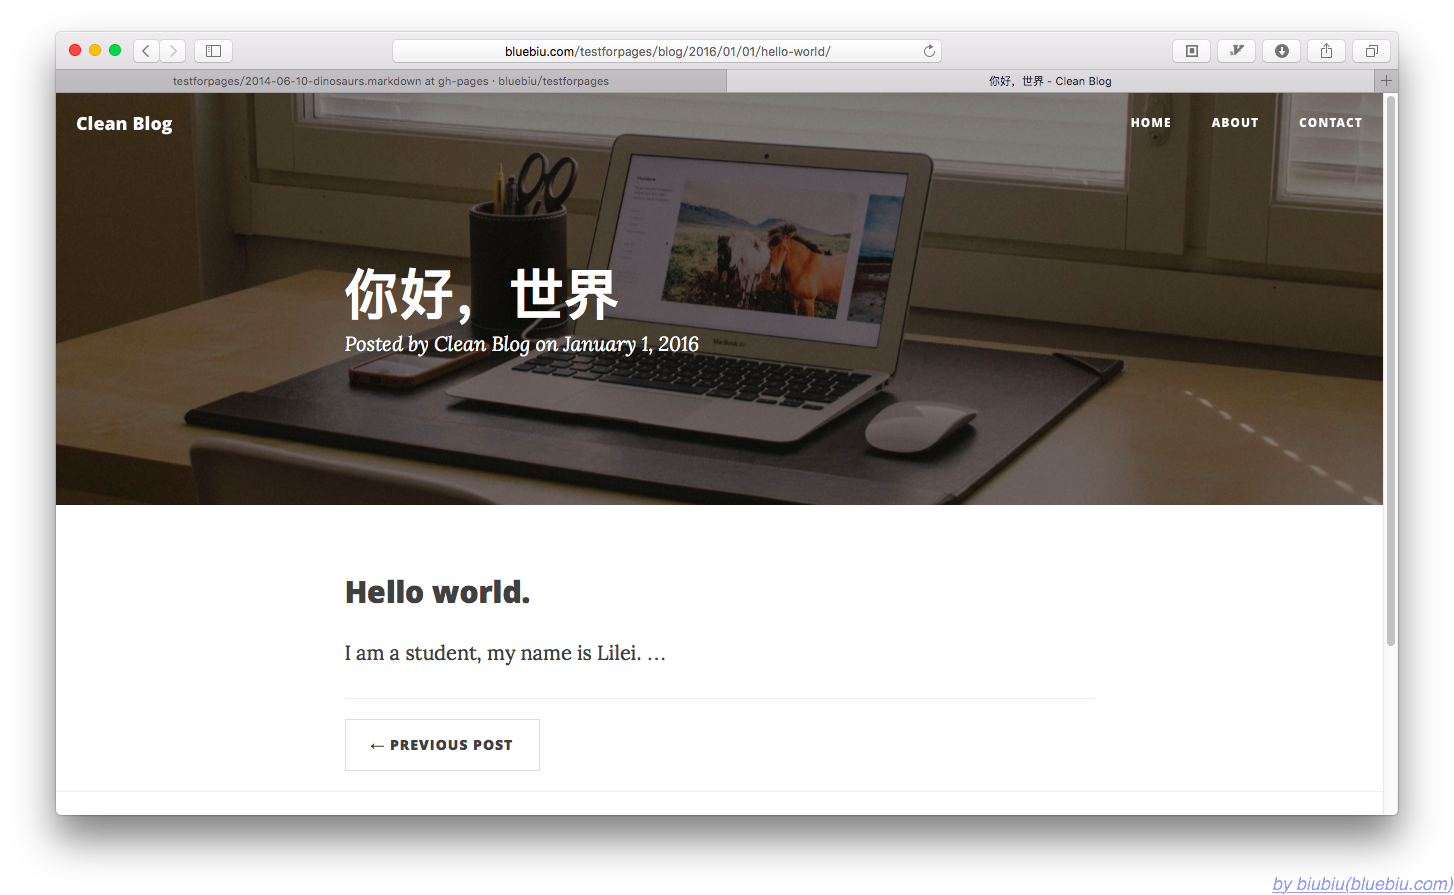 bluebiu.com/testforpages/blog/2016/01/01/hello-world/
testforpages/2014-06-10-dinosaurs.markdown at gh-pages · bluebiu/testforpages
你好，世界 - Clean Blog
Clean Blog
HOME
ABOUT
CONTACT
你好，世界
Posted by Clean Blog on January 1, 2016
MacBook Air
Hello world.
I am a student, my name is Lilei. …
← PREVIOUS POST
by biubiu(bluebiu.com)